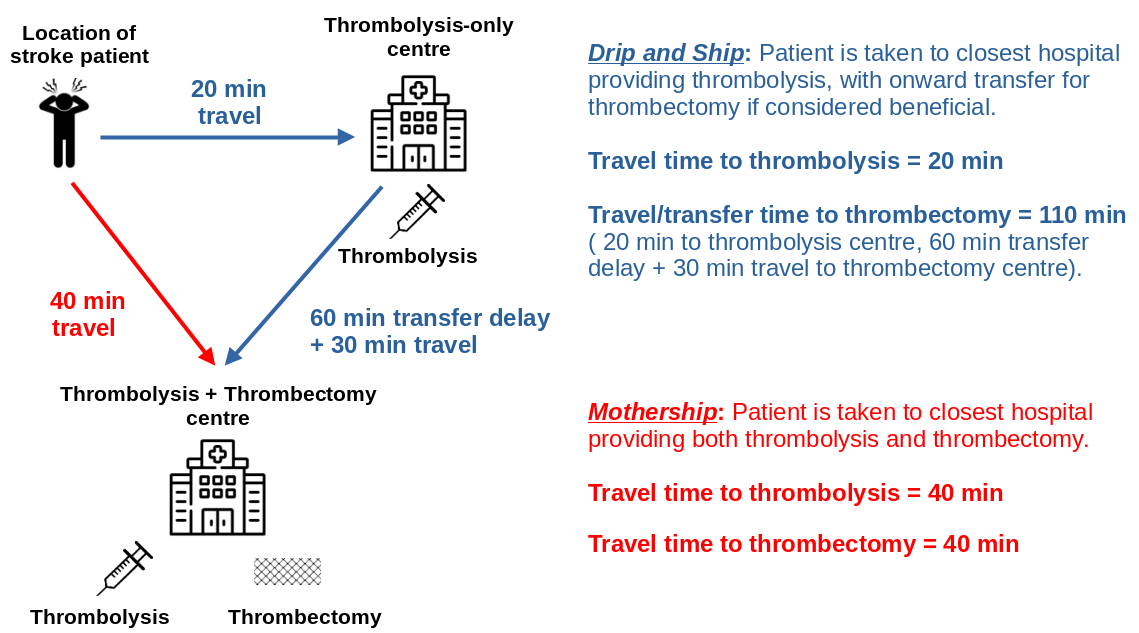 Location of
stroke patient
Thrombolysis-only
centre
20 min
travel
Thrombolysis
40 min
travel
60 min transfer delay
+ 30 min travel
Thrombolysis + Thrombectomy
centre
Thrombolysis
Thrombectomy
Drip and Ship: Patient is taken to closest hospital
providing thrombolysis, with onward transfer for
thrombectomy if considered beneficial.
Travel time to thrombolysis = 20 min
Travel/transfer time to thrombectomy = 110 min
( 20 min to thrombolysis centre, 60 min transfer
delay + 30 min travel to thrombectomy centre).
Mothership: Patient is taken to closest hospital
providing both thrombolysis and thrombectomy.
Travel time to thrombolysis = 40 min
Travel time to thrombectomy = 40 min